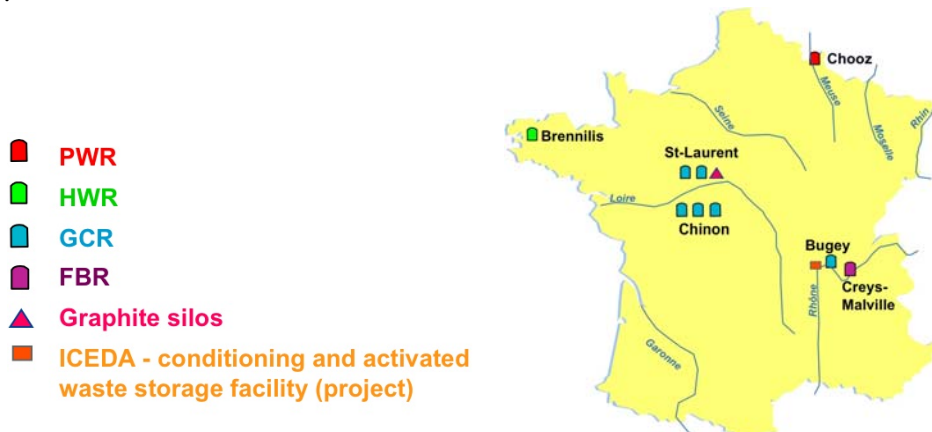 PWR
HWR
GCR
FBR
Graphite silos
ICEDA - conditioning and activated
waste storage facility (project)
Chooz
Meuse
Moselle
Rhin
Seine
Brennilis
St-Laurent
Loire
Chinon
Bugey
Creys-
Malville
Rhône
Garonne